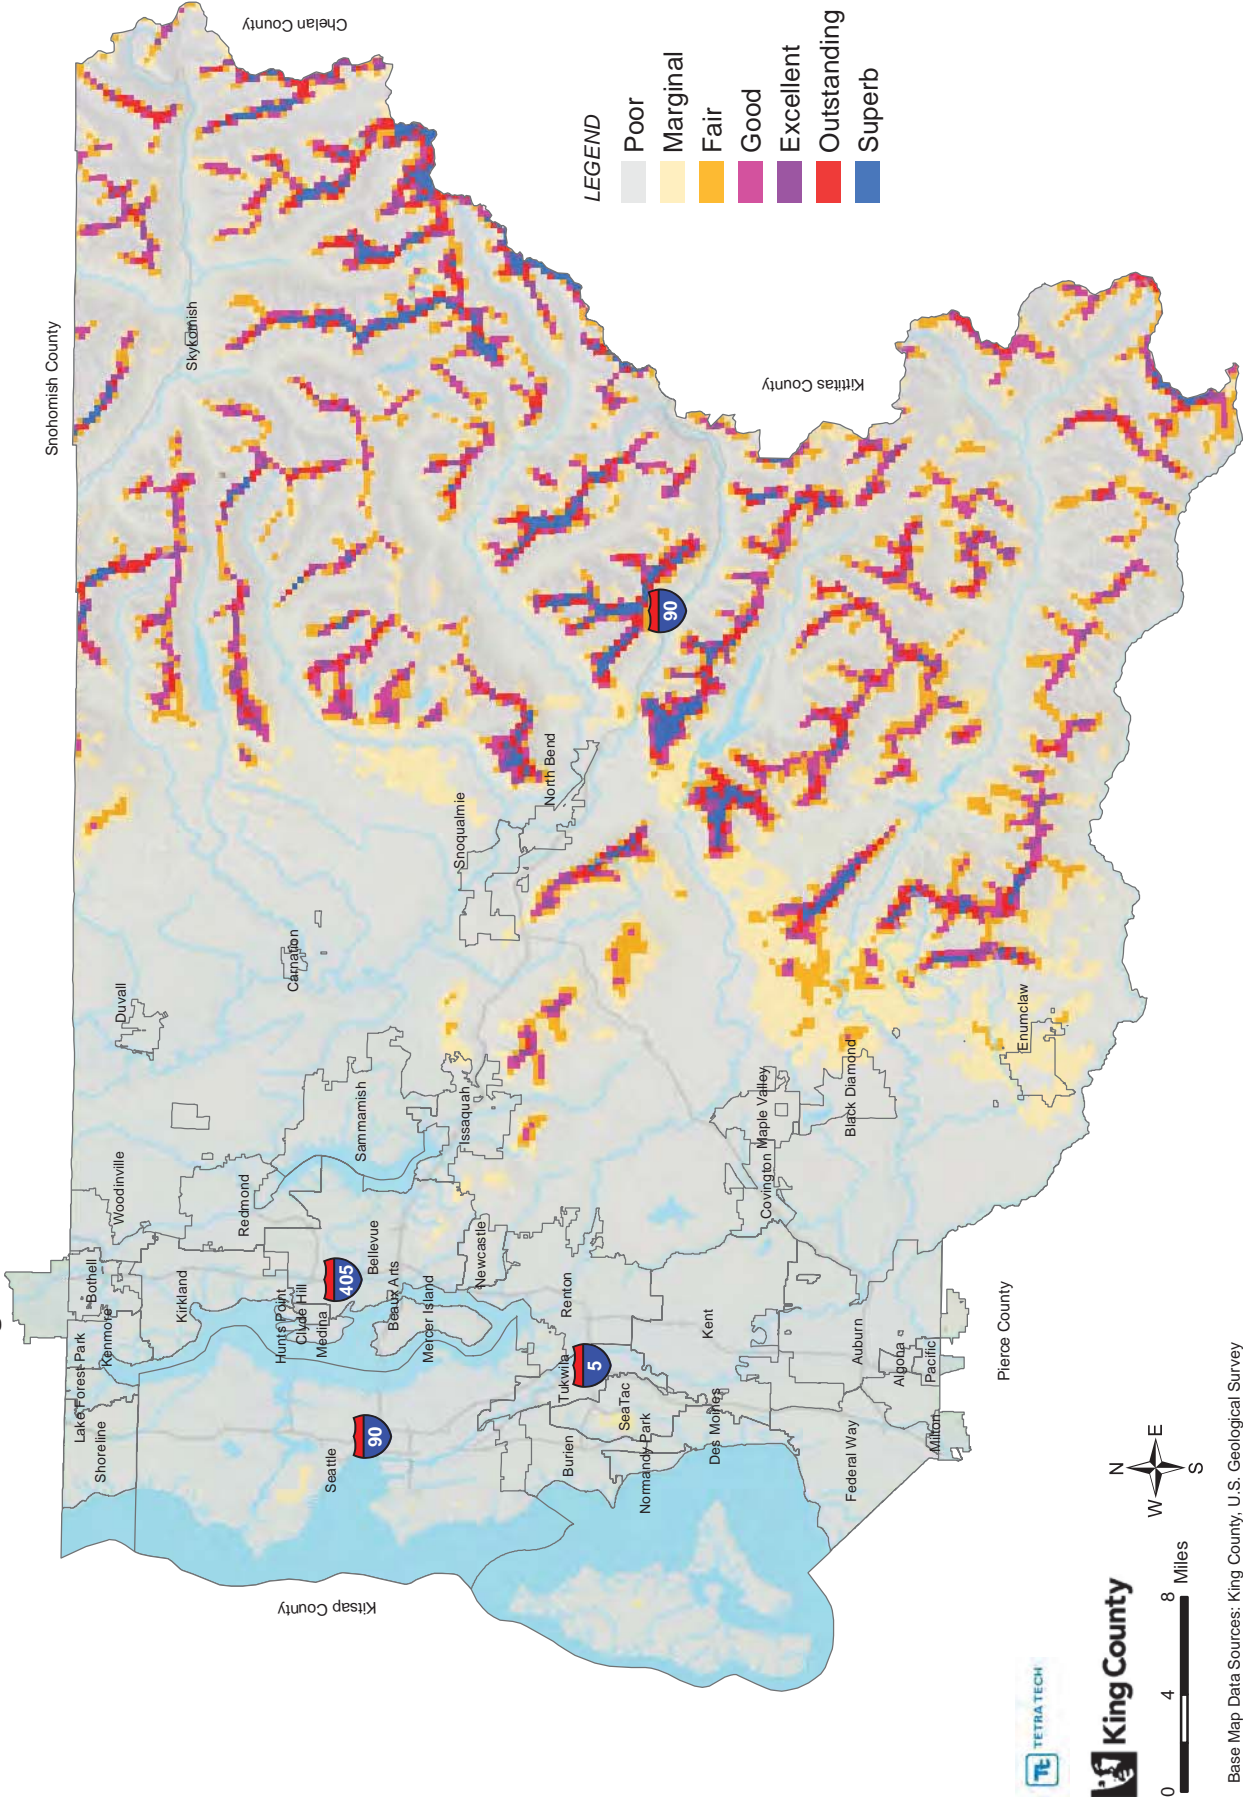 Snohomish County
Chelan County
Kittitas County
Kitsap County
Pierce County
LEGEND
Poor
Marginal
Fair
Good
Excellent
Outstanding
Superb
Skykomish
Duvall
Carnation
Snoqualmie
North Bend
Woodinville
Redmond
Sammamish
Issaquah
Bothell
Kenmore
Lake Forest Park
Shoreline
Kirkland
Hunts Point
Clyde Hill
Medina
405
Bellevue
Beaux Arts
Mercer Island
Newcastle
Seattle
90
90
Renton
Tukwila
5
SeaTac
Burien
Normandy Park
Des Moines
Kent
Covington
Maple Valley
Black Diamond
Enumclaw
Auburn
Algona
Pacific
Milton
Federal Way
N
W
E
S
TETRA TECH
King County
0
4
8
Miles
Base Map Data Sources: King County, U.S. Geological Survey